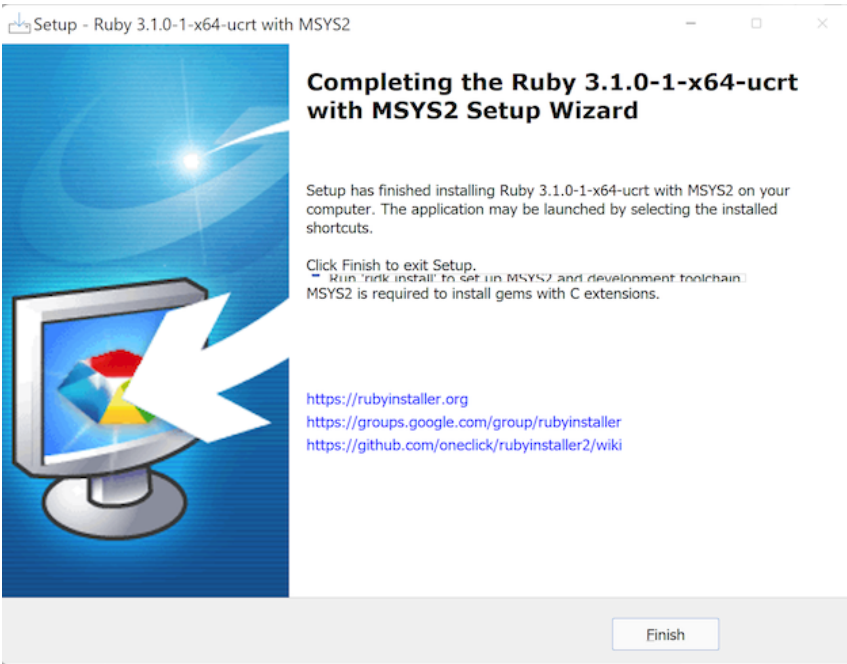 Setup - Ruby 3.1.0-1-x64-ucrt with MSYS2
Completing the Ruby 3.1.0-1-x64-ucrt
with MSYS2 Setup Wizard
Setup has finished installing Ruby 3.1.0-1-x64-ucrt with MSYS2 on your
computer. The application may be launched by selecting the installed
shortcuts.
Click Finish to exit Setup.
Run 'ridk install' to set up MSYS2 and development toolchain.
MSYS2 is required to install gems with C extensions.
https://rubyinstaller.org
https://groups.google.com/group/rubyinstaller
https://github.com/oneclick/rubyinstaller2/wiki
Finish